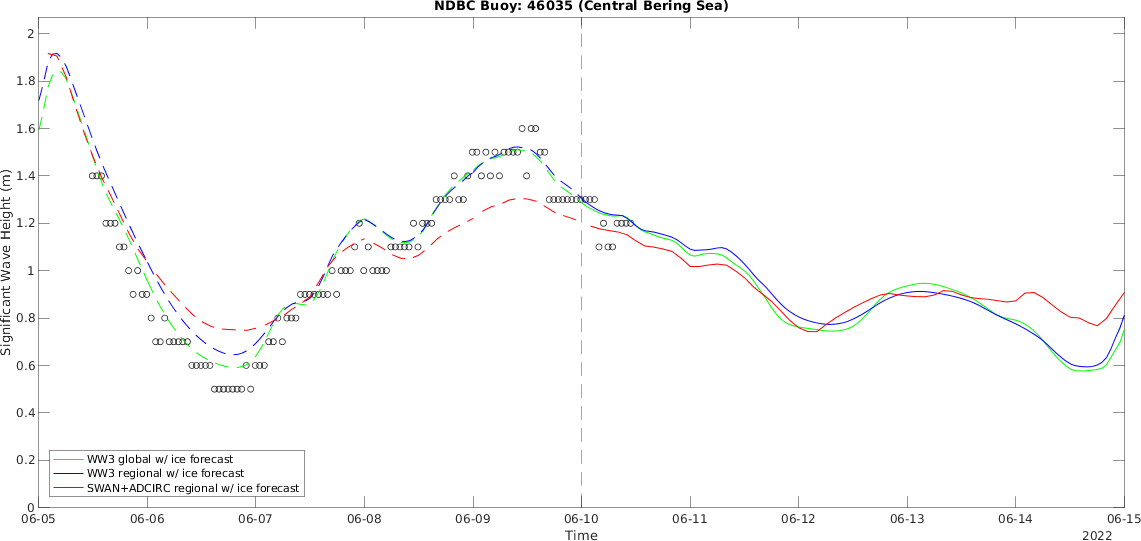 NDBC Buoy: 46035 (Central Bering Sea)
Significant Wave Height (m)
2
1.8
1.6
1.4
1.2
1
0.8
0.6
0.4
0.2
0
WW3 global w/ ice forecast
WW3 regional w/ ice forecast
SWAN+ADCIRC regional w/ ice forecast
06-05 06-06 06-07 06-08 06-09 06-10 06-11 06-12 06-13 06-14 06-15
Time
2022